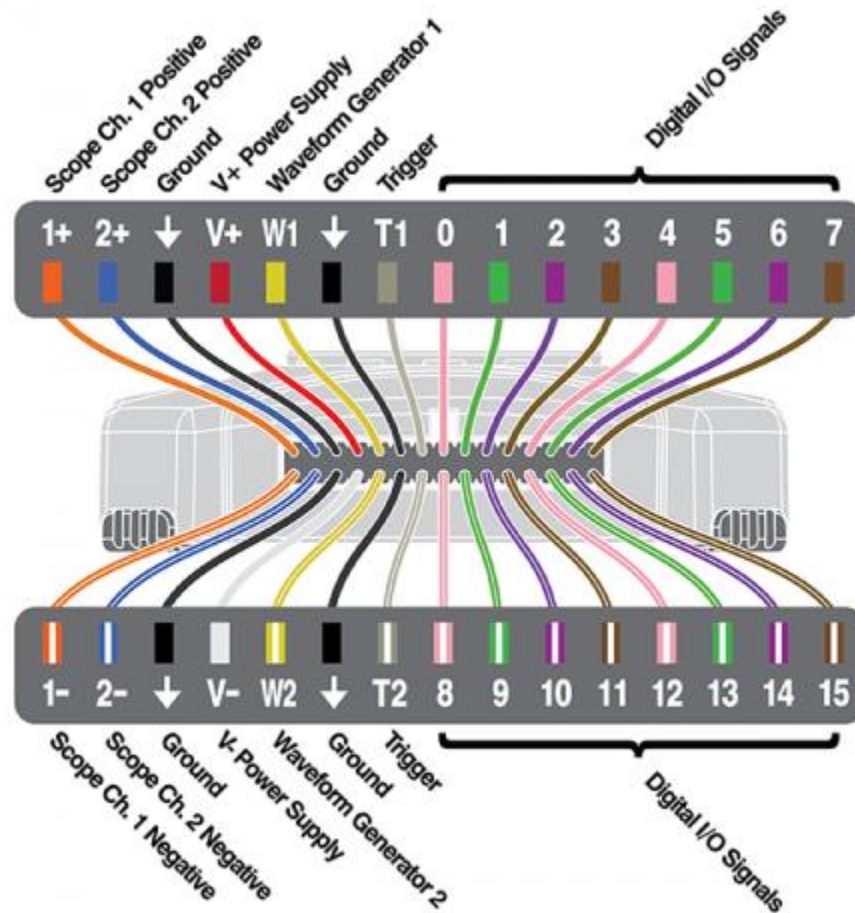 Scope Ch. 1 Positive
Scope Ch. 2 Positive
Ground
V+ Power Supply
Waveform Generator 1
Ground
Trigger
Digital I/O Signals
1+ 2+ ↓ V+ W1 ↓ T1 0 1 2 3 4 5 6 7
1- 2- ↓ V- W2 ↓ T2 8 9 10 11 12 13 14 15
Scope Ch. 1 Negative
Scope Ch. 2 Negative
Ground
V- Power Supply
Waveform Generator 2
Ground
Trigger
Digital I/O Signals